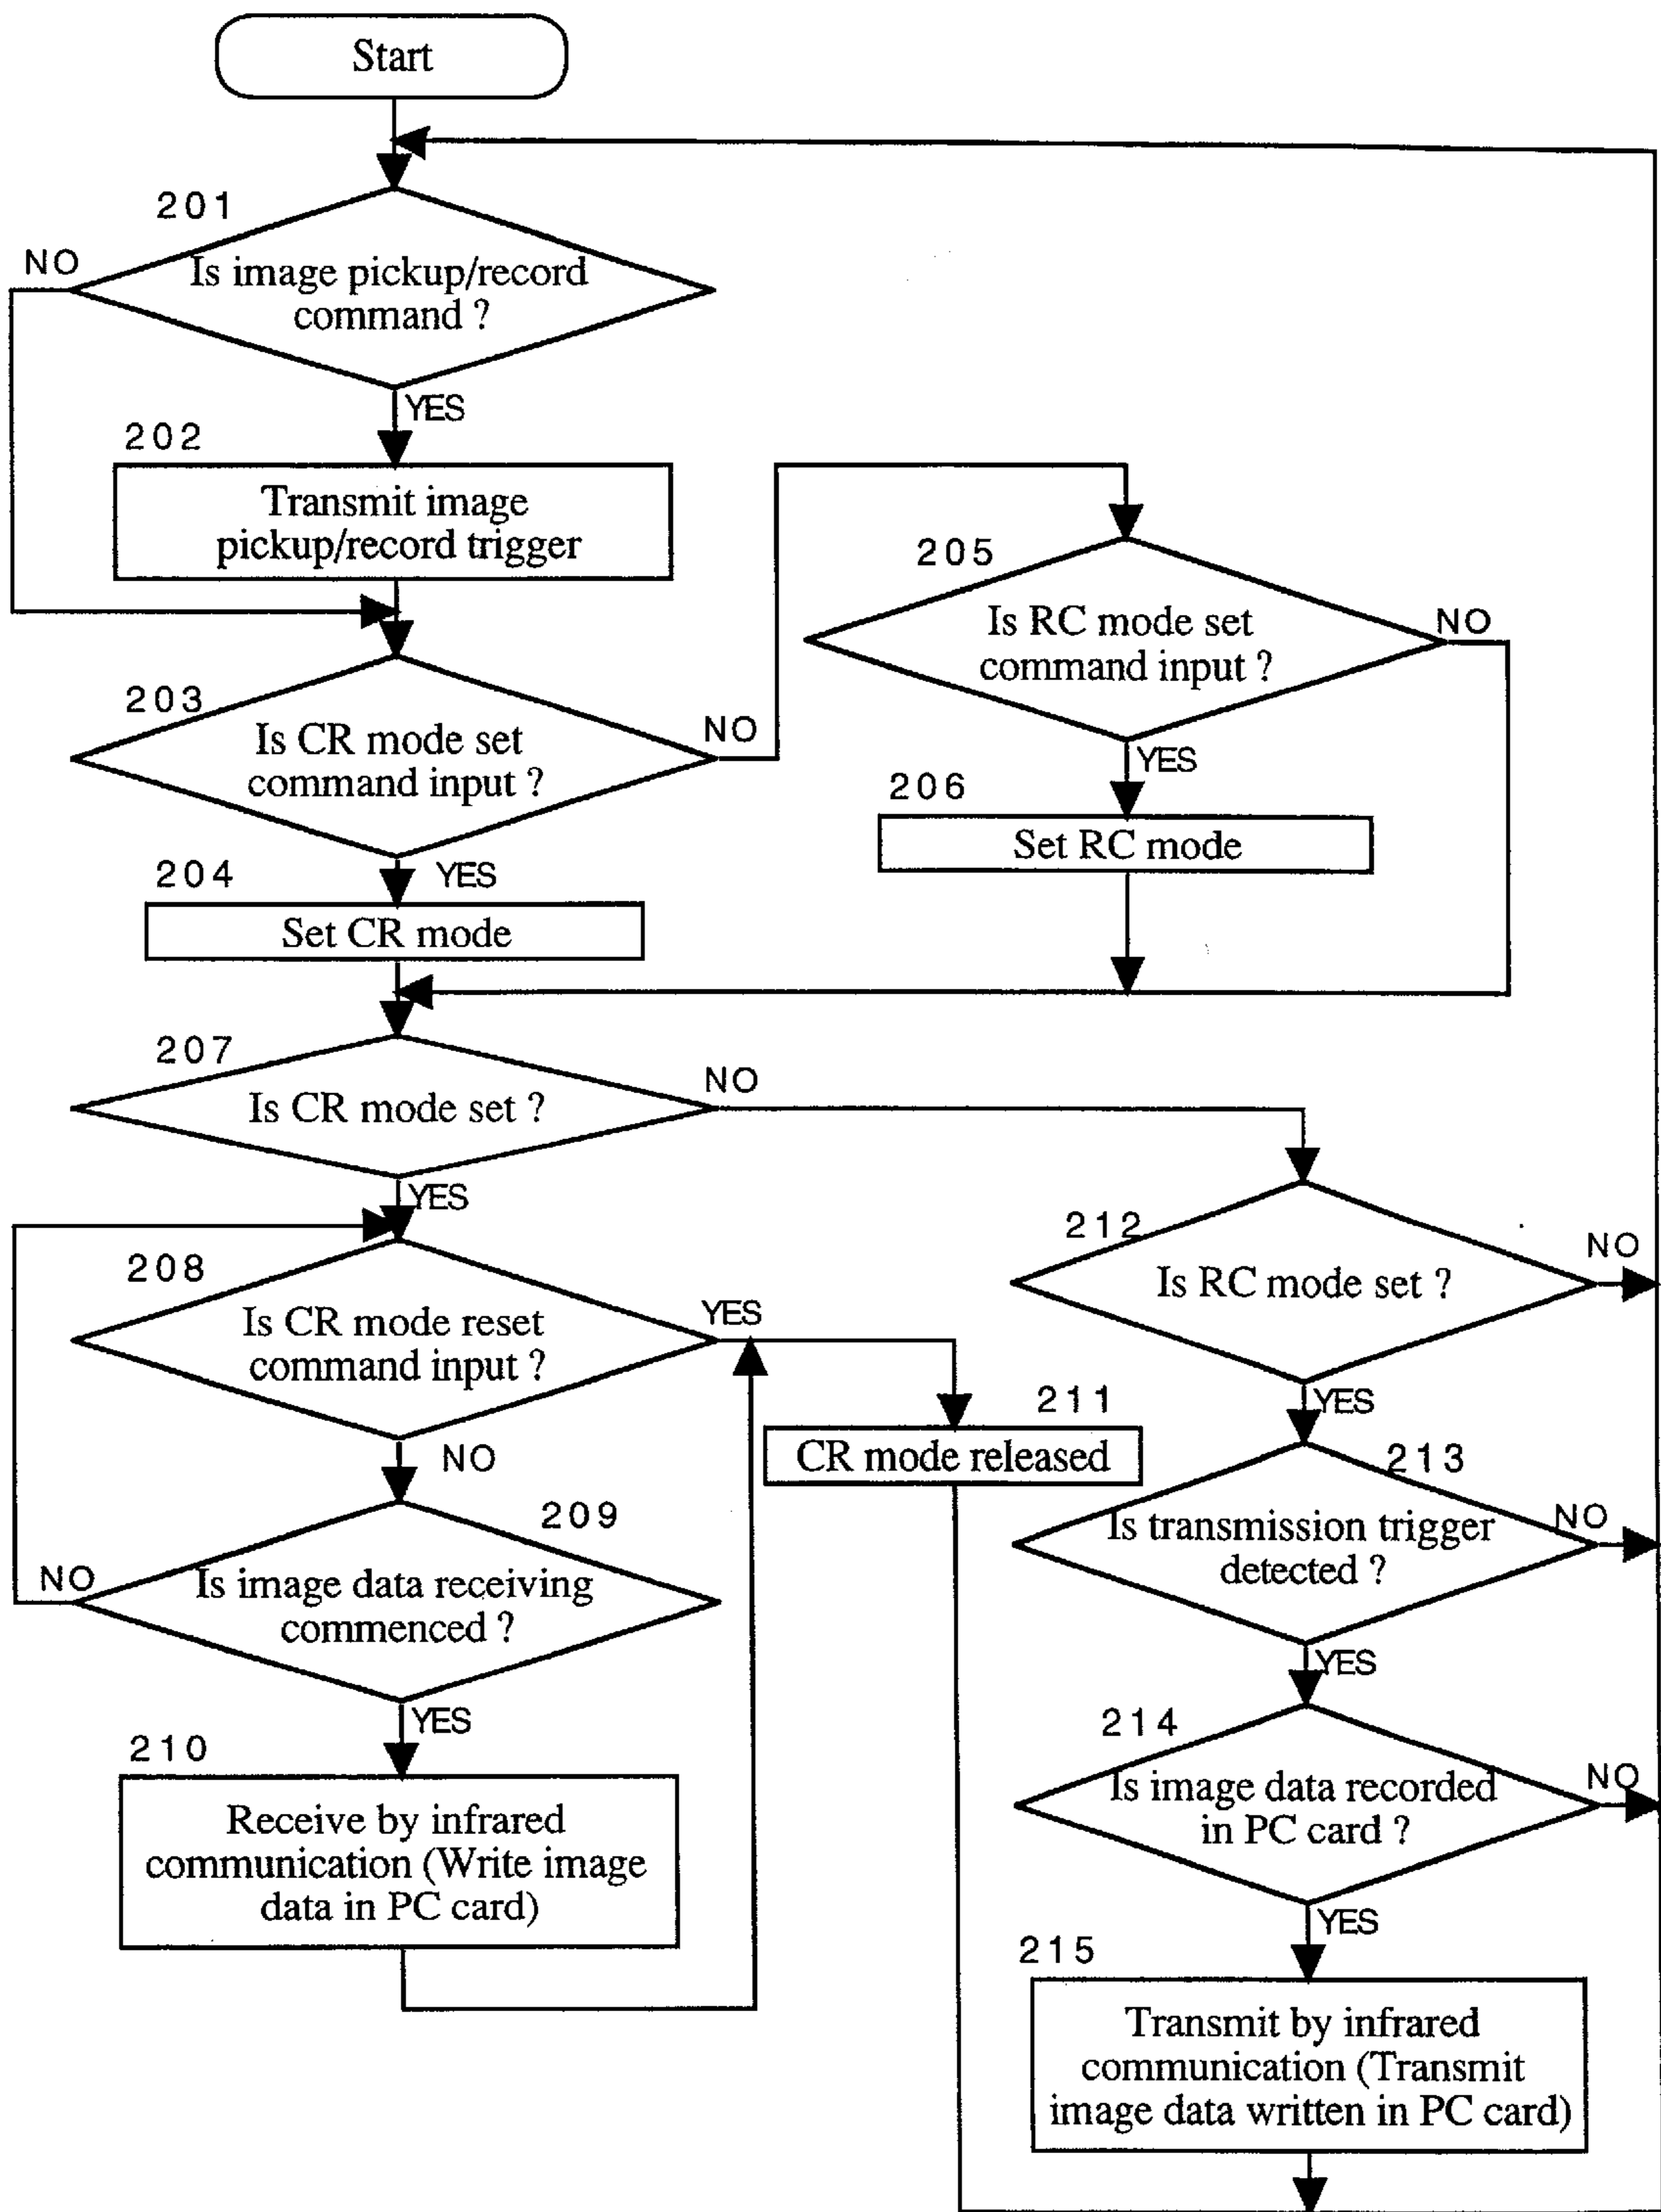 Start
201
NO
Is image pickup/record
command ?
YES
202
Transmit image
pickup/record trigger
203
Is CR mode set
command input ?
NO
YES
204
Set CR mode
205
Is RC mode set
command input ?
NO
YES
206
Set RC mode
207
Is CR mode set ?
NO
YES
208
Is CR mode reset
command input ?
YES
NO
209
Is image data receiving
commenced ?
NO
YES
210
Receive by infrared
communication (Write image
data in PC card)
211
CR mode released
212
Is RC mode set ?
NO
YES
213
Is transmission trigger
detected ?
NO
YES
214
Is image data recorded
in PC card ?
NO
YES
215
Transmit by infrared
communication (Transmit
image data written in PC card)